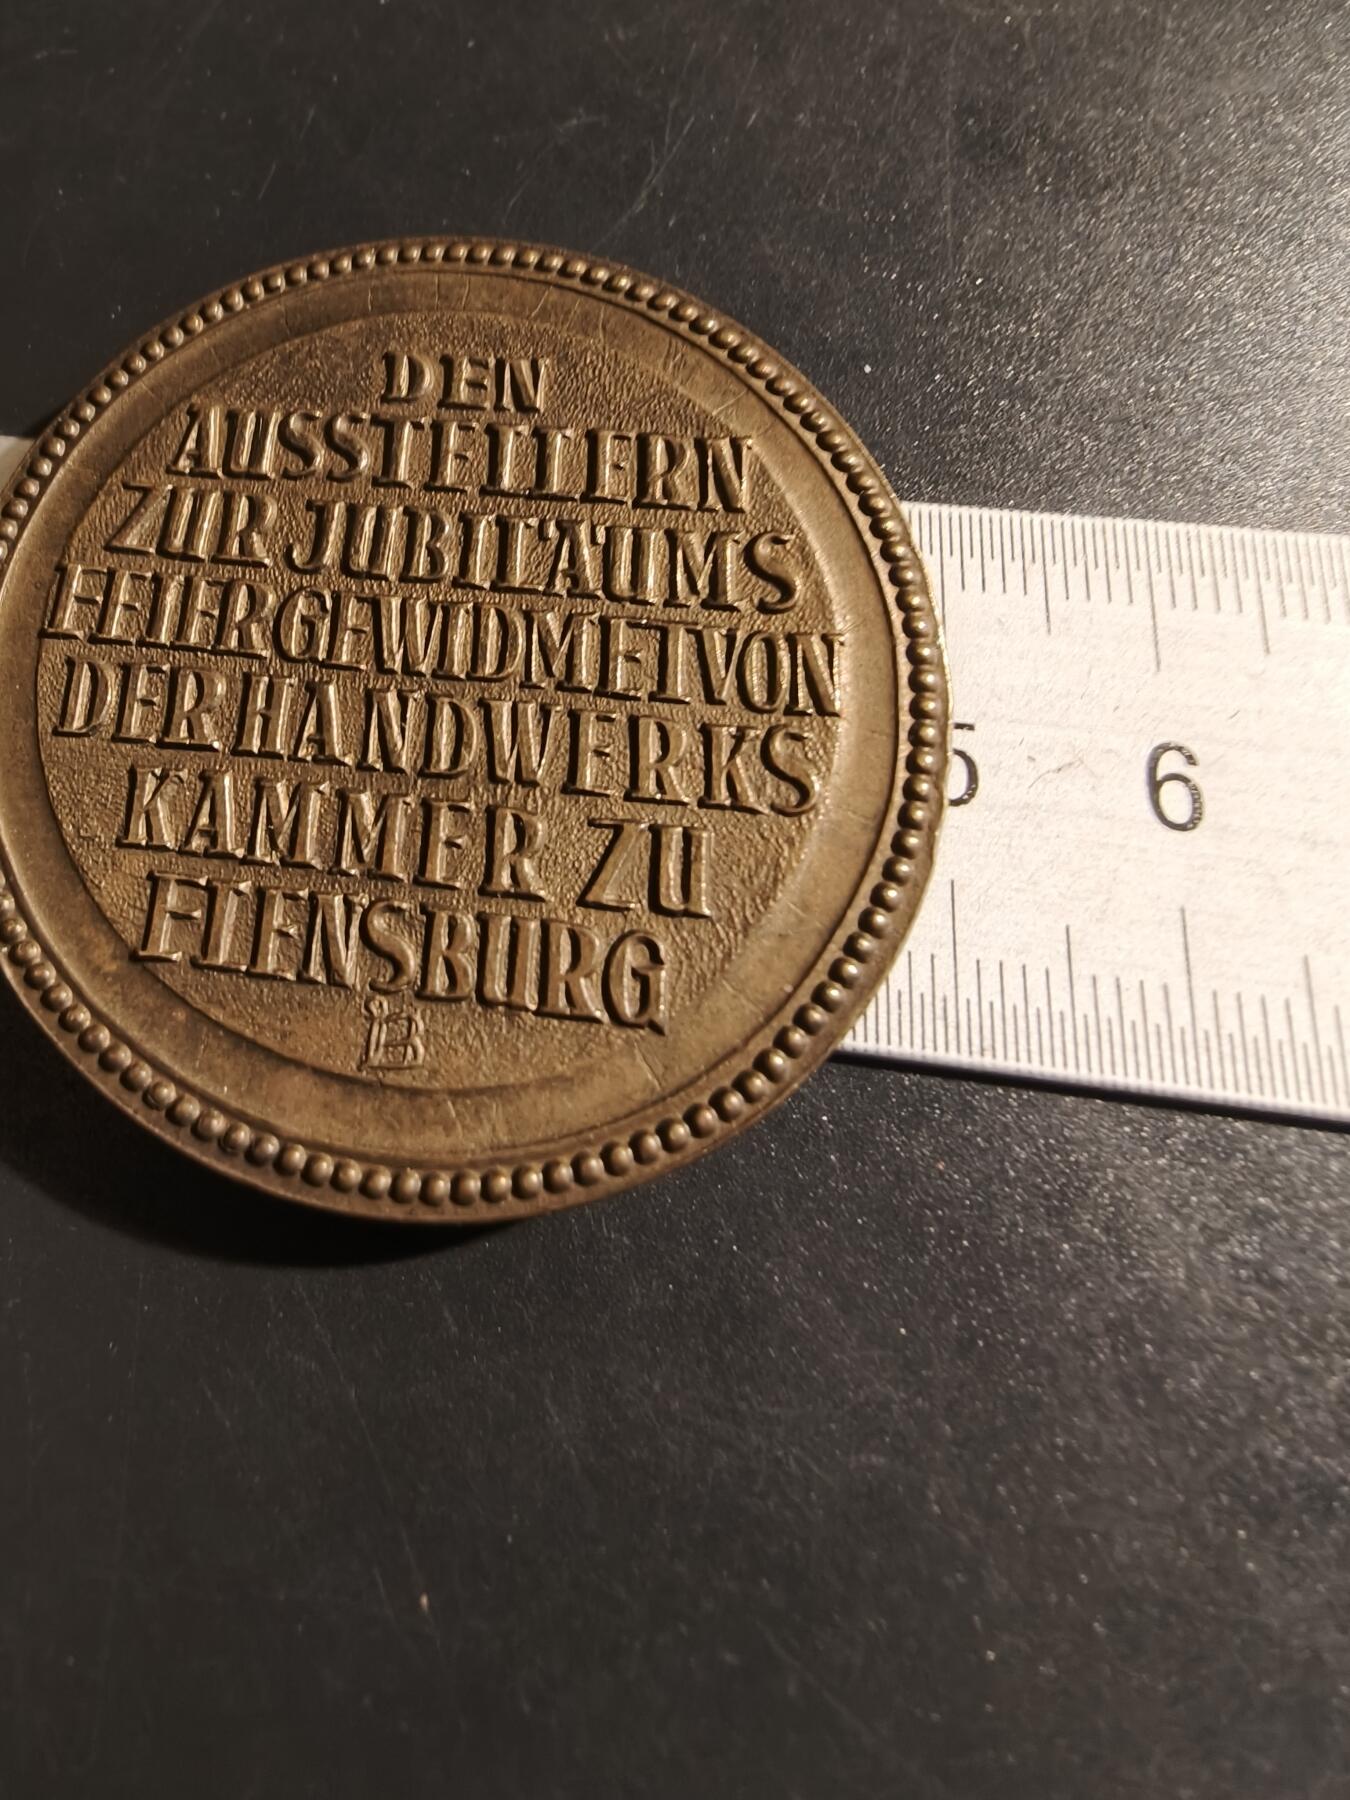 DEN
AUSSTELLERN
ZUR JUBILÄUMS
FEIER GEWIDMET VON
DER HANDWERKS
KAMMER ZU
FLENSBURG
B
5 6